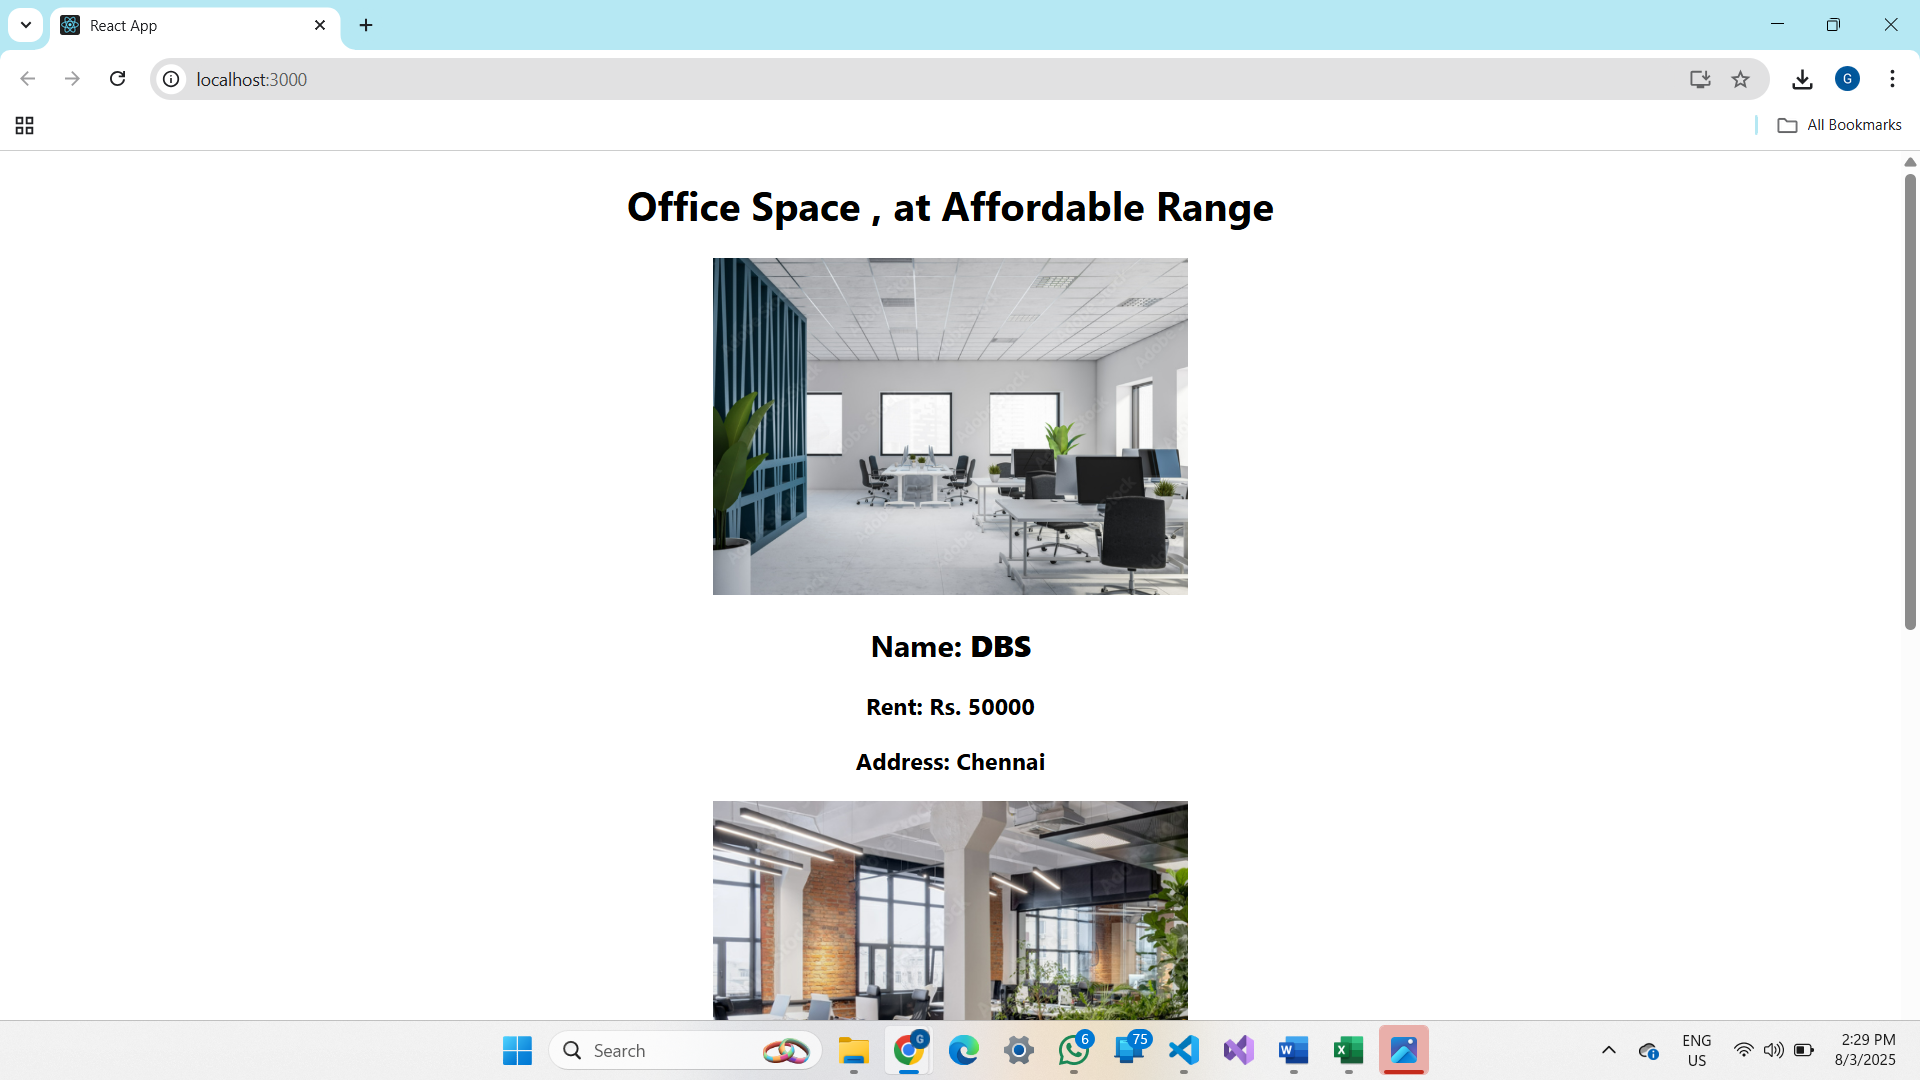 React App
localhost:3000
G
All Bookmarks
Office Space , at Affordable Range
Name: DBS
Rent: Rs. 50000
Address: Chennai
Search
G
6
75
ENG
US
2:29 PM
8/3/2025